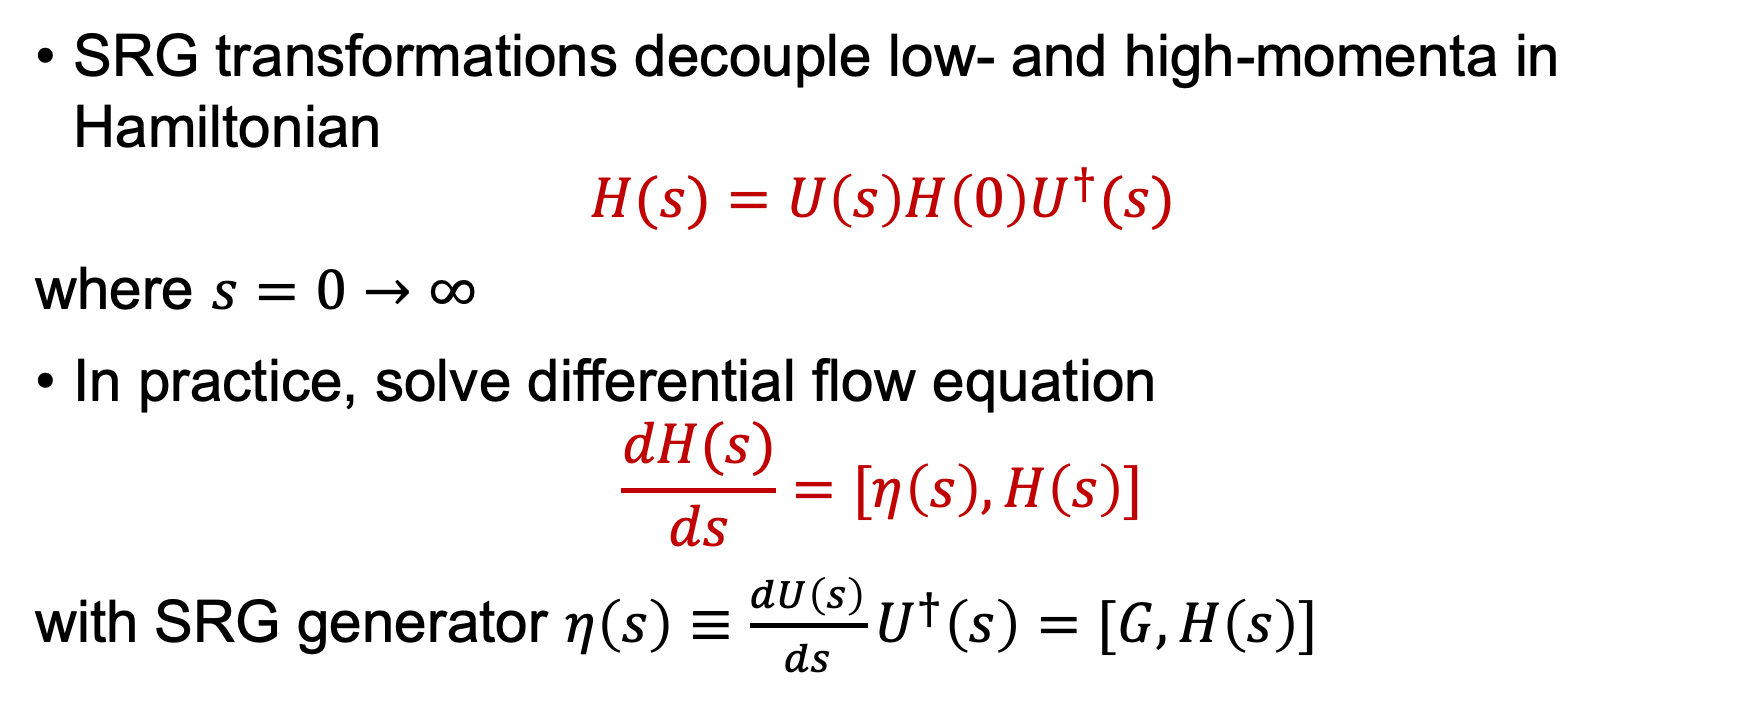 • SRG transformations decouple low- and high-momenta in
Hamiltonian
H(s) = U(s)H(0)U†(s)
where s = 0 → ∞
• In practice, solve differential flow equation
dH(s)/ds = [η(s), H(s)]
with SRG generator η(s) ≡ dU(s)/ds U†(s) = [G, H(s)]